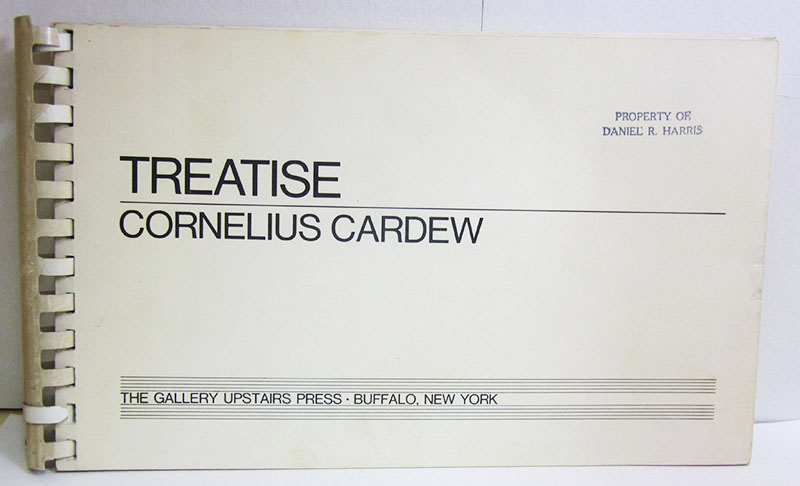 PROPERTY OF
DANIEL R. HARRIS
TREATISE
CORNELIUS CARDEW
THE GALLERY UPSTAIRS PRESS · BUFFALO, NEW YORK